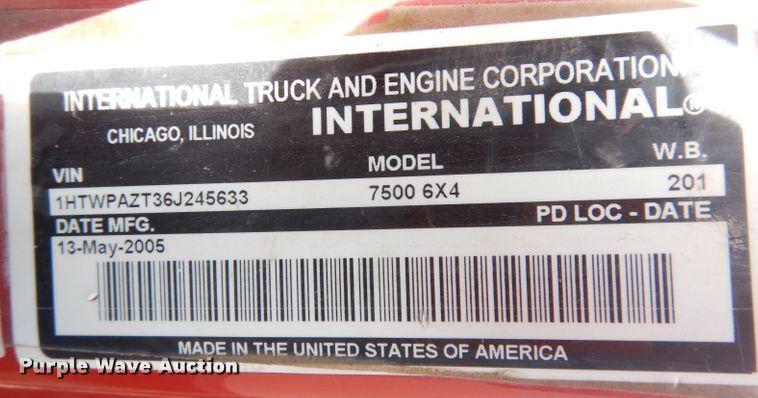 INTERNATIONAL TRUCK AND ENGINE CORPORATION
CHICAGO, ILLINOIS INTERNATIONAL®
VIN MODEL W.B.
1HTWPAZT36J245633 7500 6X4 201
DATE MFG. PD LOC - DATE
13-May-2005
MADE IN THE UNITED STATES OF AMERICA
Purple Wave Auction